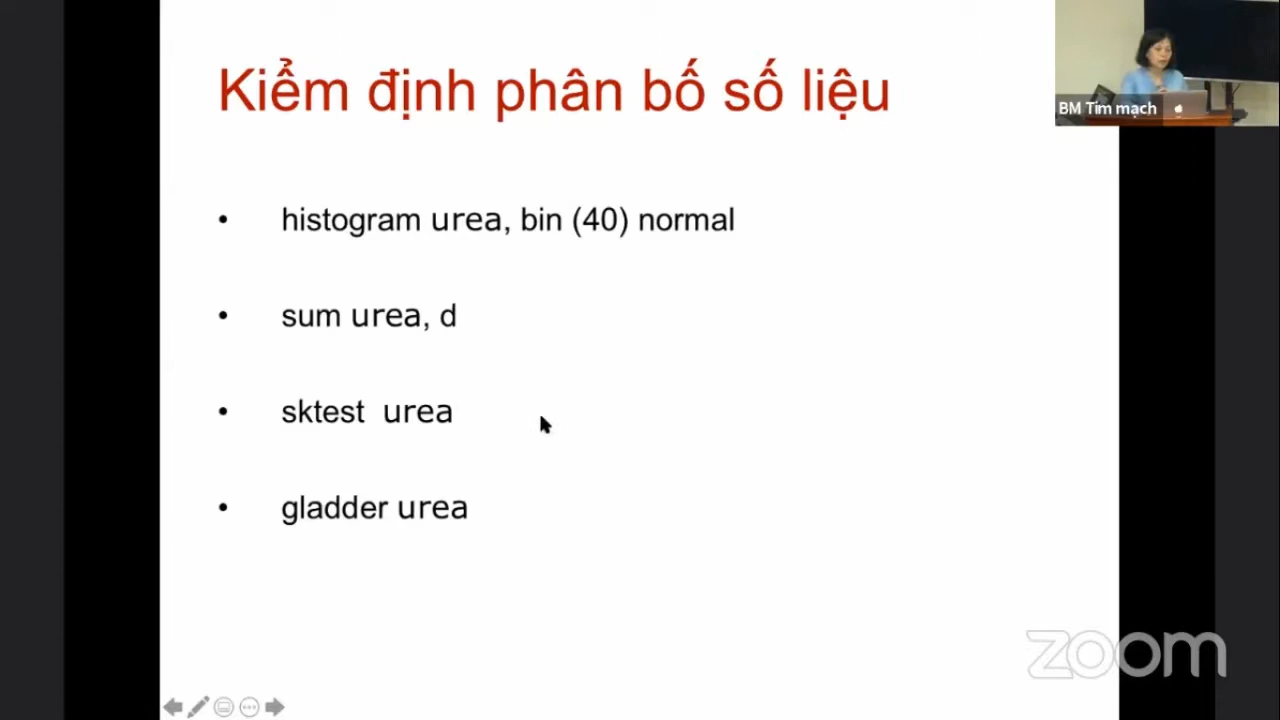 Kiểm định phân bố số liệu
BM Tim mạch
• histogram urea, bin (40) normal
• sum urea, d
• sktest urea
• gladder urea
zoom